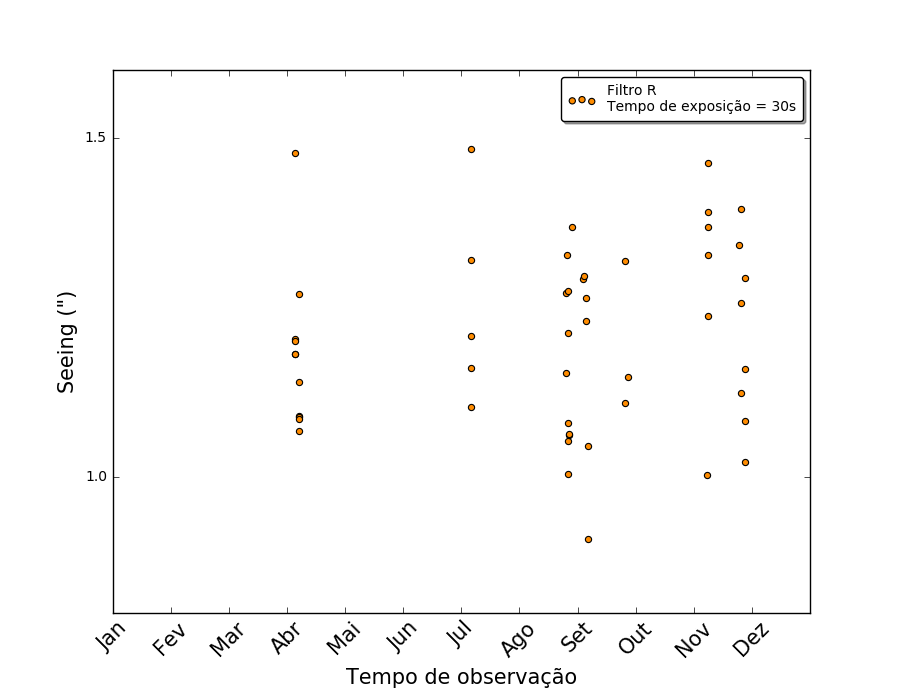 Filtro R
Tempo de exposição = 30s
1.5
1.0
Seeing (")
Jan
Fev
Mar
Abr
Mai
Jun
Jul
Ago
Set
Out
Nov
Dez
Tempo de observação